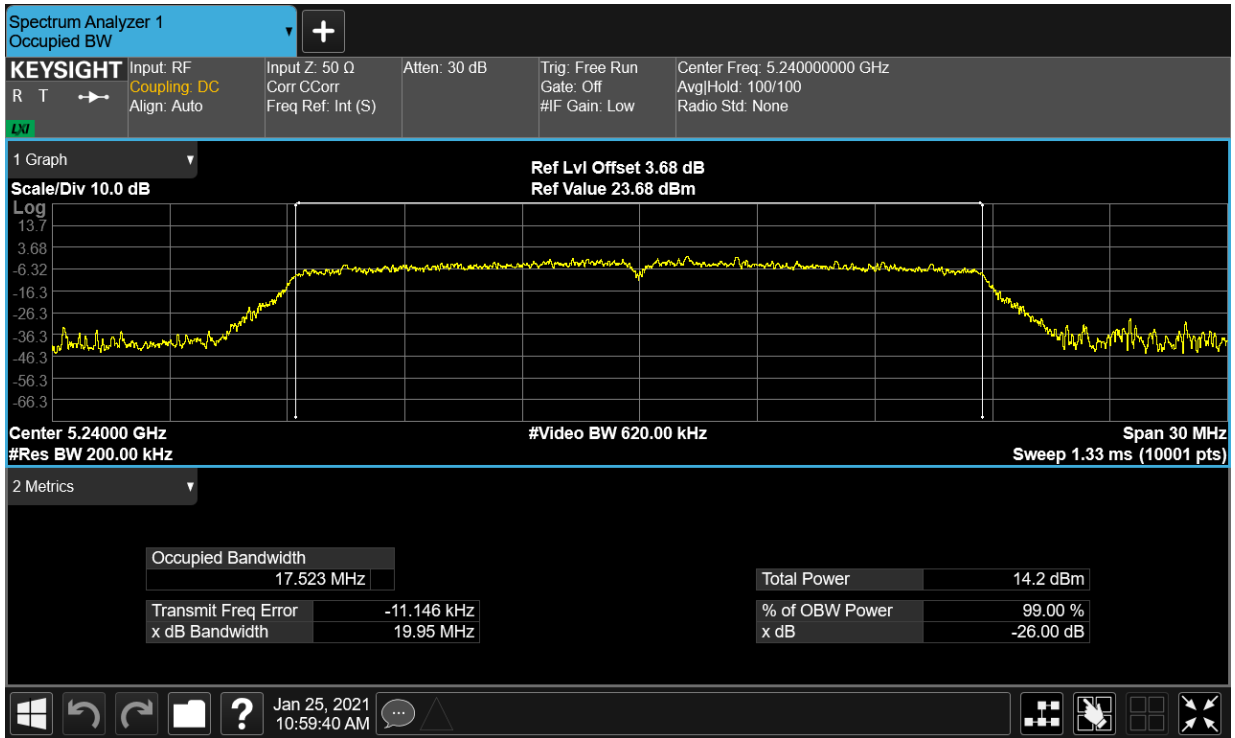 Spectrum Analyzer 1
Occupied BW
KEYSIGHT
R T
LXI
Input: RF
Coupling: DC
Align: Auto
Input Z: 50 Ω
Corr CCorr
Freq Ref: Int (S)
Atten: 30 dB
Trig: Free Run
Gate: Off
#IF Gain: Low
Center Freq: 5.240000000 GHz
Avg|Hold: 100/100
Radio Std: None
1 Graph
Scale/Div 10.0 dB
Ref Lvl Offset 3.68 dB
Ref Value 23.68 dBm
Log
13.7
3.68
-6.32
-16.3
-26.3
-36.3
-46.3
-56.3
-66.3
Center 5.24000 GHz
#Video BW 620.00 kHz
Span 30 MHz
#Res BW 200.00 kHz
Sweep 1.33 ms (10001 pts)
2 Metrics
Occupied Bandwidth
17.523 MHz
Total Power 14.2 dBm
Transmit Freq Error -11.146 kHz
% of OBW Power 99.00 %
x dB Bandwidth 19.95 MHz
x dB -26.00 dB
?
Jan 25, 2021
10:59:40 AM